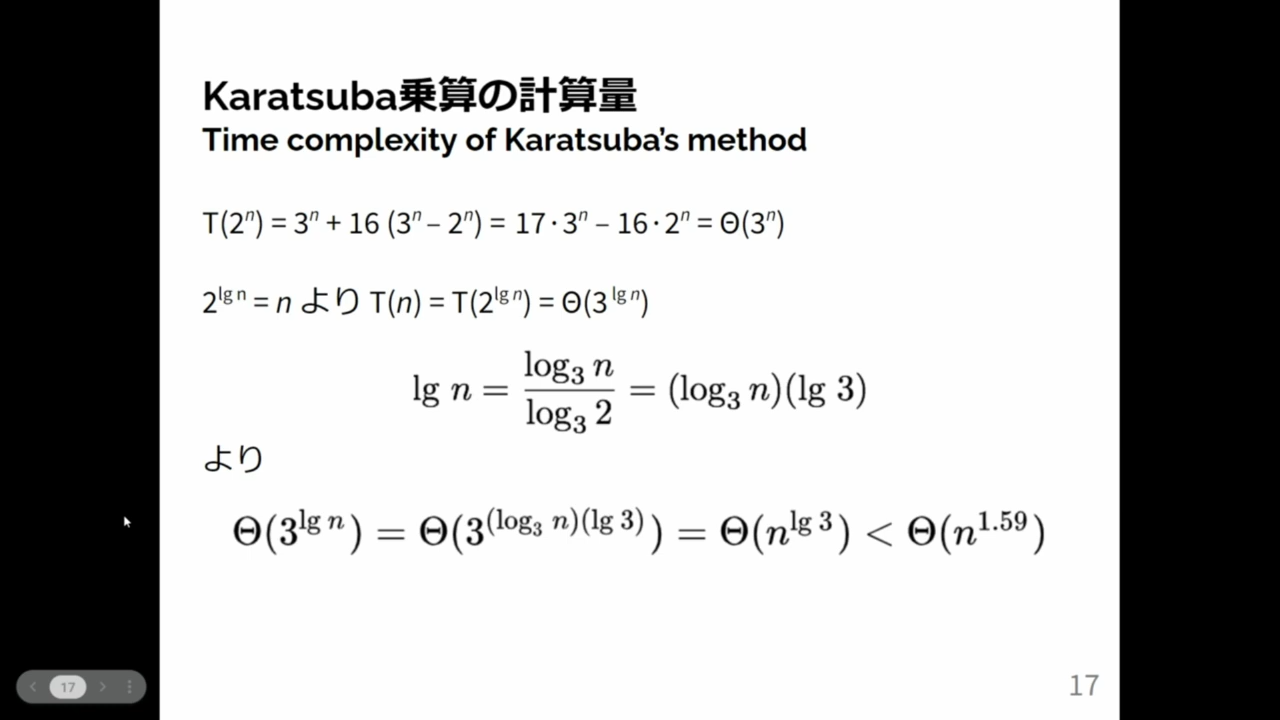 Karatsuba乗算の計算量
Time complexity of Karatsuba’s method
T(2ⁿ) = 3ⁿ + 16 (3ⁿ – 2ⁿ) = 17 · 3ⁿ – 16 · 2ⁿ = Θ(3ⁿ)
2^{lg n} = n より T(n) = T(2^{lg n}) = Θ(3^{lg n})
lg n = \frac{log₃ n}{log₃ 2} = (log₃ n)(lg 3)
より
Θ(3^{lg n}) = Θ(3^{(log₃ n)(lg 3)}) = Θ(n^{lg 3}) < Θ(n^{1.59})
17
17